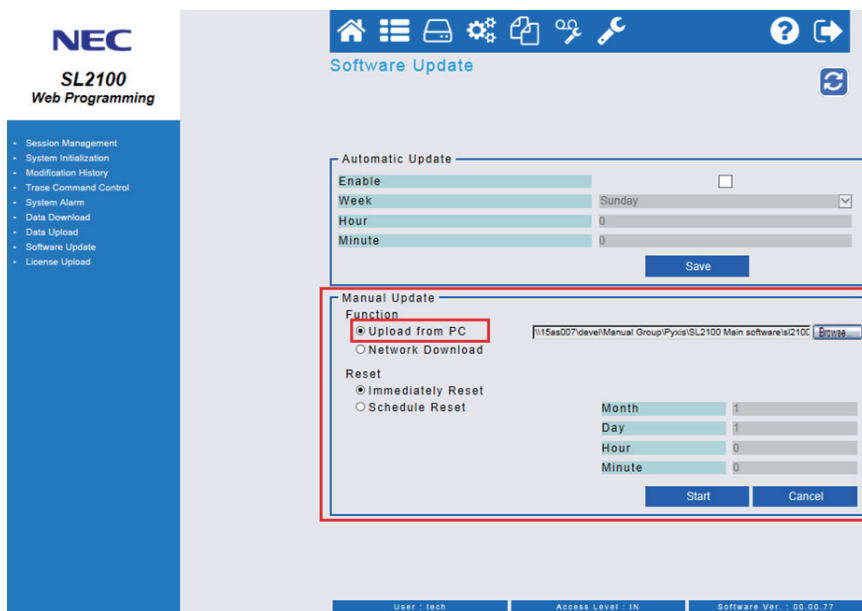 NEC
SL2100
Web Programming
Session Management
System Initialization
Modification History
Trace Command Control
System Alarm
Data Download
Data Upload
Software Update
License Upload
?
Software Update
Automatic Update
Enable
Week Sunday
Hour 0
Minute 0
Save
Manual Update
Function
Upload from PC \\15as007\devel\Manual Group\Pyxis\SL2100 Main software\sl2100 Browse...
Network Download
Reset
Immediately Reset
Schedule Reset
Month 1
Day 1
Hour 0
Minute 0
Start Cancel
User : tech Access Level : IN Software Ver. : 00.00.77